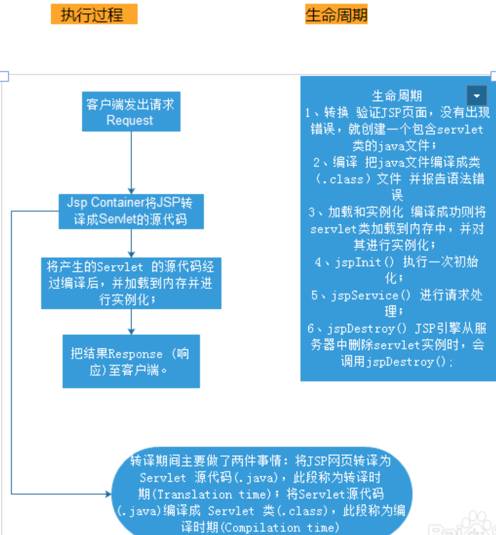 执行过程
生命周期
客户端发出请求
Request
Jsp Container将JSP转
译成Servlet的源代码
将产生的Servlet 的源代码经
过编译后，并加载到内存并进
行实例化；
把结果Response（响
应)至客户端。
生命周期
1、转换 验证JSP页面，没有出现
错误，就创建一个包含servlet
类的java文件；
2、编译 把java文件编译成类
（.class）文件 并报告语法错
误
3、加载和实例化 编译成功则将
servlet类加载到内存中，并对
其进行实例化；
4、jspInit() 执行一次初始
化；
5、jspService() 进行请求处
理；
6、jspDestroy() JSP引擎从服
务器中删除servlet实例时，会
调用jspDestroy();
转译期间主要做了两件事情：将JSP网页转译为
Servlet 源代码(.java)，此段称为转译时
期(Translation time)；将Servlet源代码
(.java)编译成 Servlet 类(.class)，此段称为编
译时期(Compilation time)